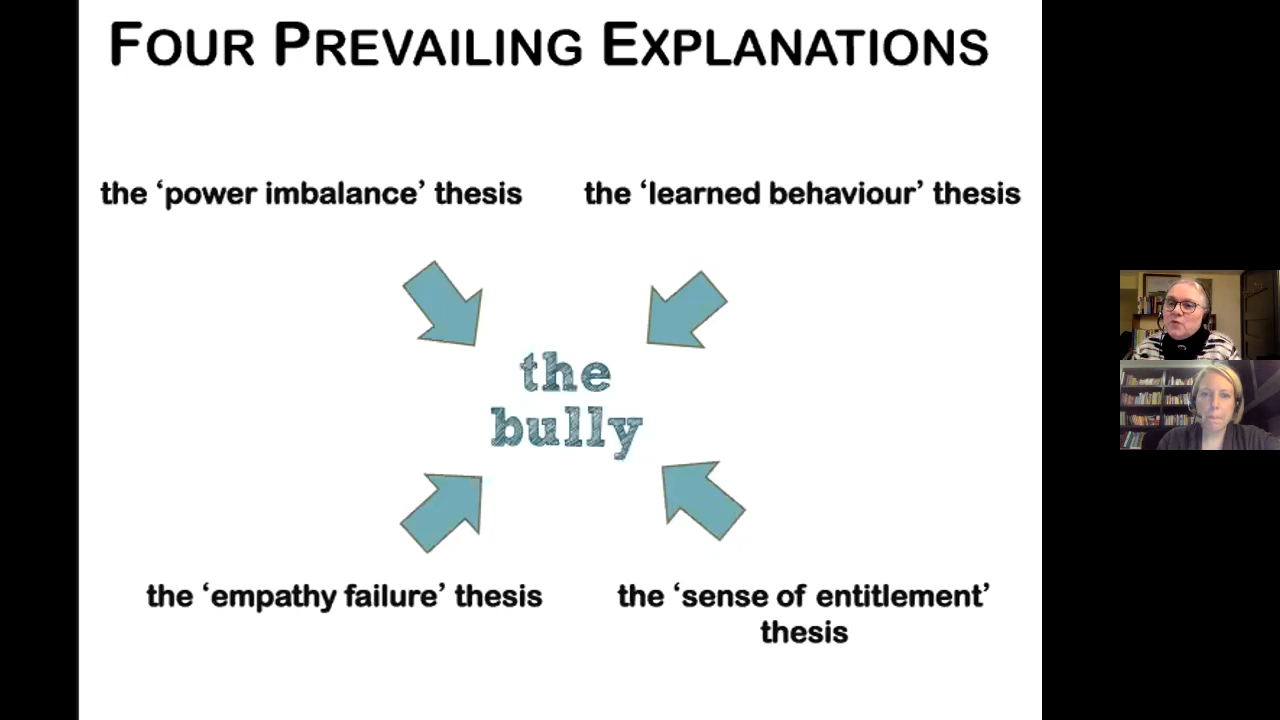 FOUR PREVAILING EXPLANATIONS
the ‘power imbalance’ thesis
the ‘learned behaviour’ thesis
the
bully
the ‘empathy failure’ thesis
the ‘sense of entitlement’
thesis